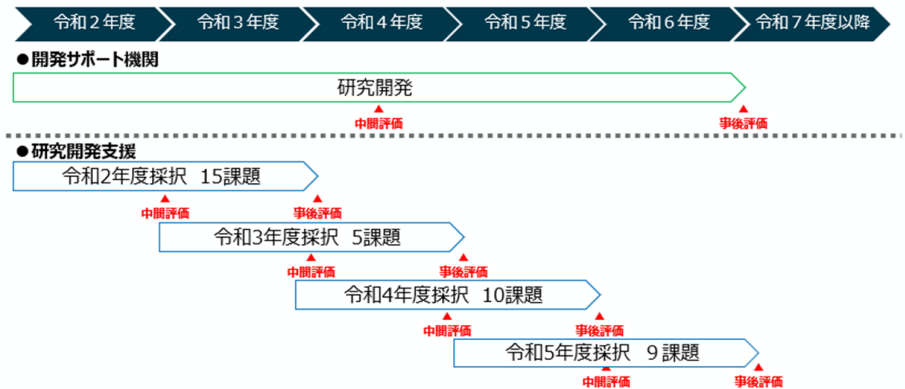 令和２年度 令和３年度 令和４年度 令和５年度 令和６年度 令和７年度以降
●開発サポート機関
研究開発
中間評価 事後評価
●研究開発支援
令和2年度採択 15課題
中間評価 事後評価
令和3年度採択 5課題
中間評価 事後評価
令和4年度採択 10課題
中間評価 事後評価
令和5年度採択 ９課題
中間評価 事後評価